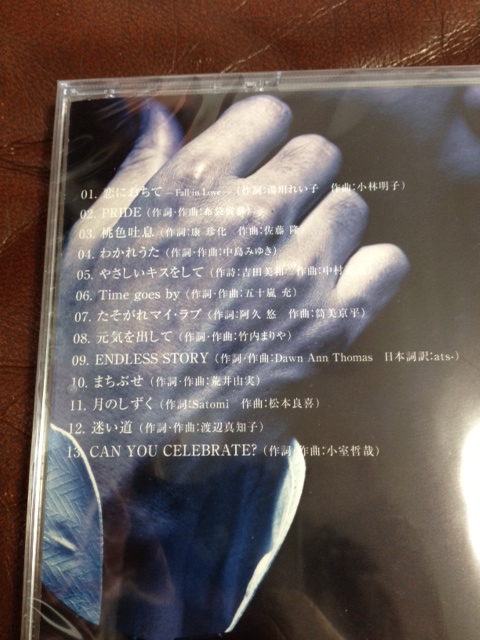 01. 恋におちて ―Fall in Love― （作詞：湯川れい子　作曲：小林明子）
02. PRIDE（作詞・作曲：布袋寅泰）
03. 桃色吐息（作詞：康 珍化　作曲：佐藤 隆）
04. わかれうた（作詞・作曲：中島みゆき）
05. やさしいキスをして（作詩：吉田美和　作曲：中村
06. Time goes by（作詞・作曲：五十嵐 充）
07. たそがれマイ・ラブ（作詞：阿久 悠　作曲：筒美京平）
08. 元気を出して（作詞・作曲：竹内まりや）
09. ENDLESS STORY（作詞・作曲：Dawn Ann Thomas　日本詞訳：ats-）
10. まちぶせ（作詞・作曲：荒井由実）
11. 月のしずく（作詞：Satomi　作曲：松本良喜）
12. 迷い道（作詞・作曲：渡辺真知子）
13. CAN YOU CELEBRATE?（作詞・作曲：小室哲哉）